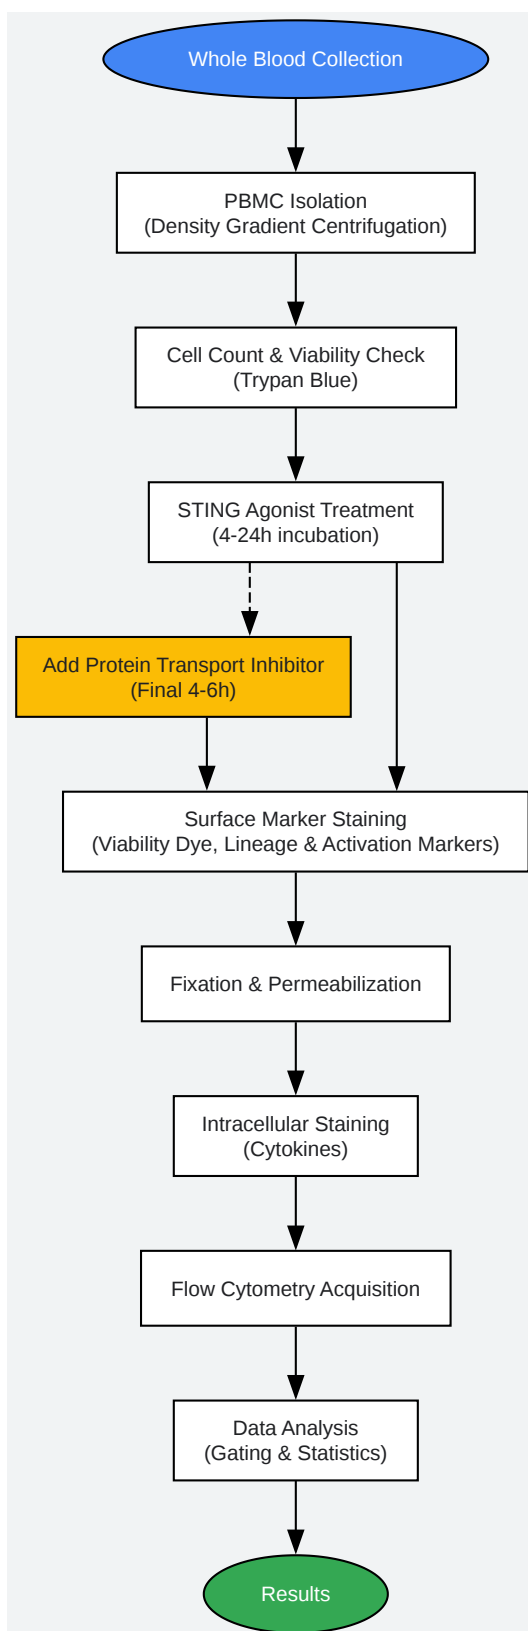 Whole Blood Collection
PBMC Isolation
(Density Gradient Centrifugation)
Cell Count & Viability Check
(Trypan Blue)
STING Agonist Treatment
(4-24h incubation)
Add Protein Transport Inhibitor
(Final 4-6h)
Surface Marker Staining
(Viability Dye, Lineage & Activation Markers)
Fixation & Permeabilization
Intracellular Staining
(Cytokines)
Flow Cytometry Acquisition
Data Analysis
(Gating & Statistics)
Results